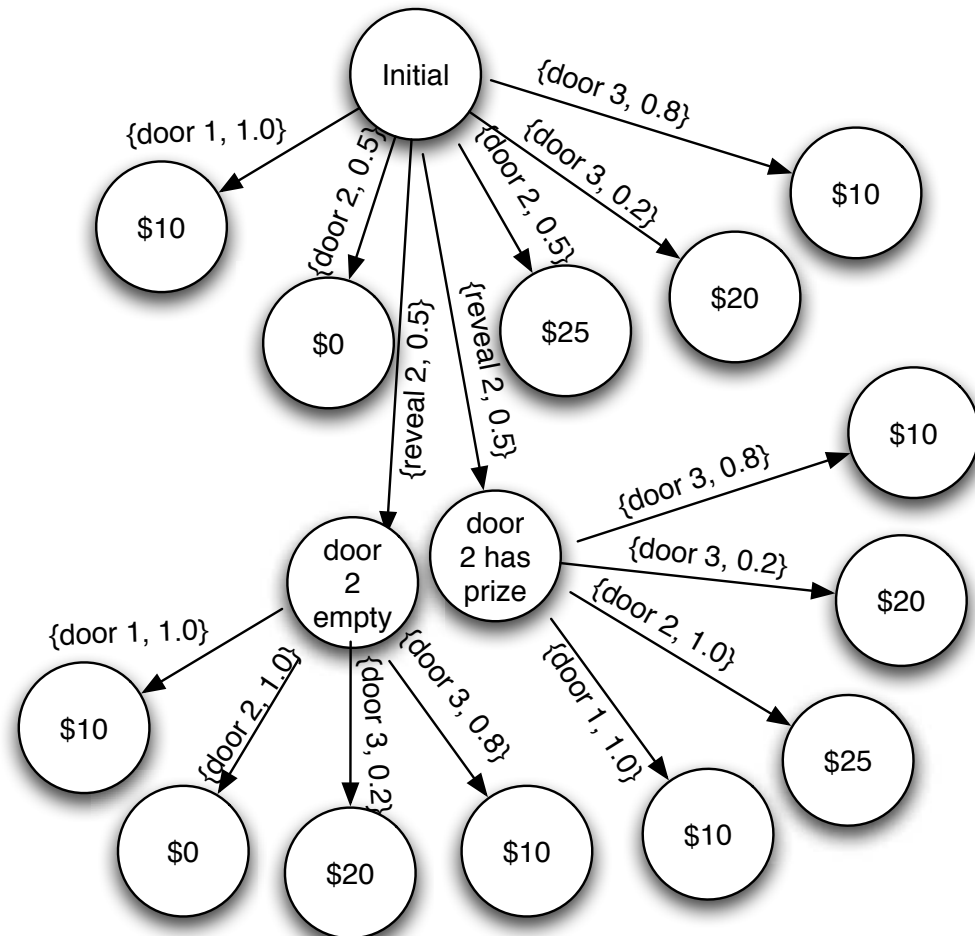 Initial
{door 3, 0.8}
{door 1, 1.0}
{door 2, 0.5}
{door 2, 0.5}
{door 3, 0.2}
$10
$10
$0
{reveal 2, 0.5}
{reveal 2, 0.5}
$25
$20
$10
{door 3, 0.8}
door
2
empty
door
2 has
prize
{door 3, 0.2}
$20
{door 1, 1.0}
{door 2, 1.0}
{door 3, 0.2}
{door 3, 0.8}
{door 1, 1.0}
{door 2, 1.0}
$10
$25
$0
$20
$10
$10